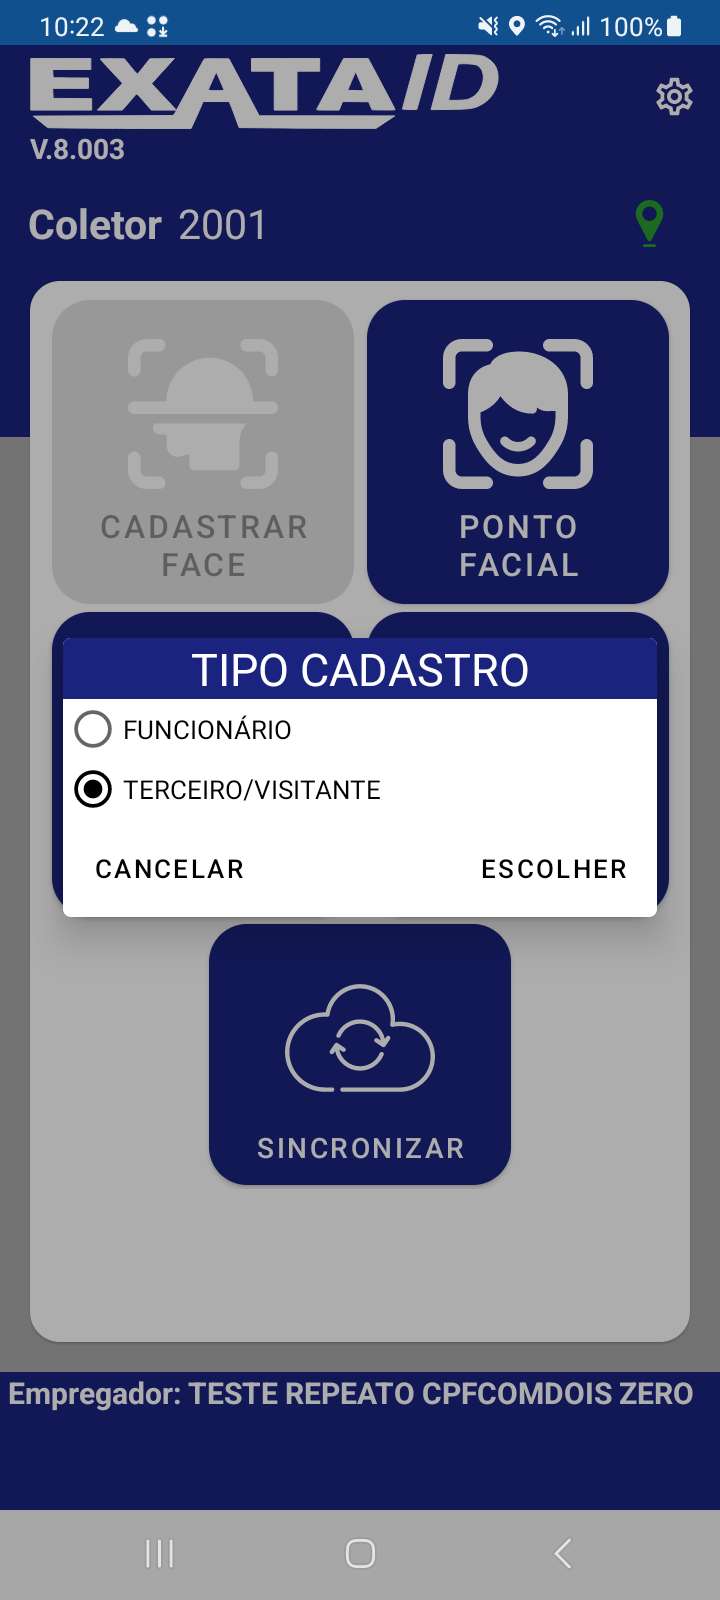 10:22
100%
EXATAID
V.8.003
Coletor 2001
CADASTRAR
FACE
PONTO
FACIAL
TIPO CADASTRO
FUNCIONÁRIO
TERCEIRO/VISITANTE
CANCELAR
ESCOLHER
SINCRONIZAR
Empregador: TESTE REPEATO CPFCOMDOIS ZERO